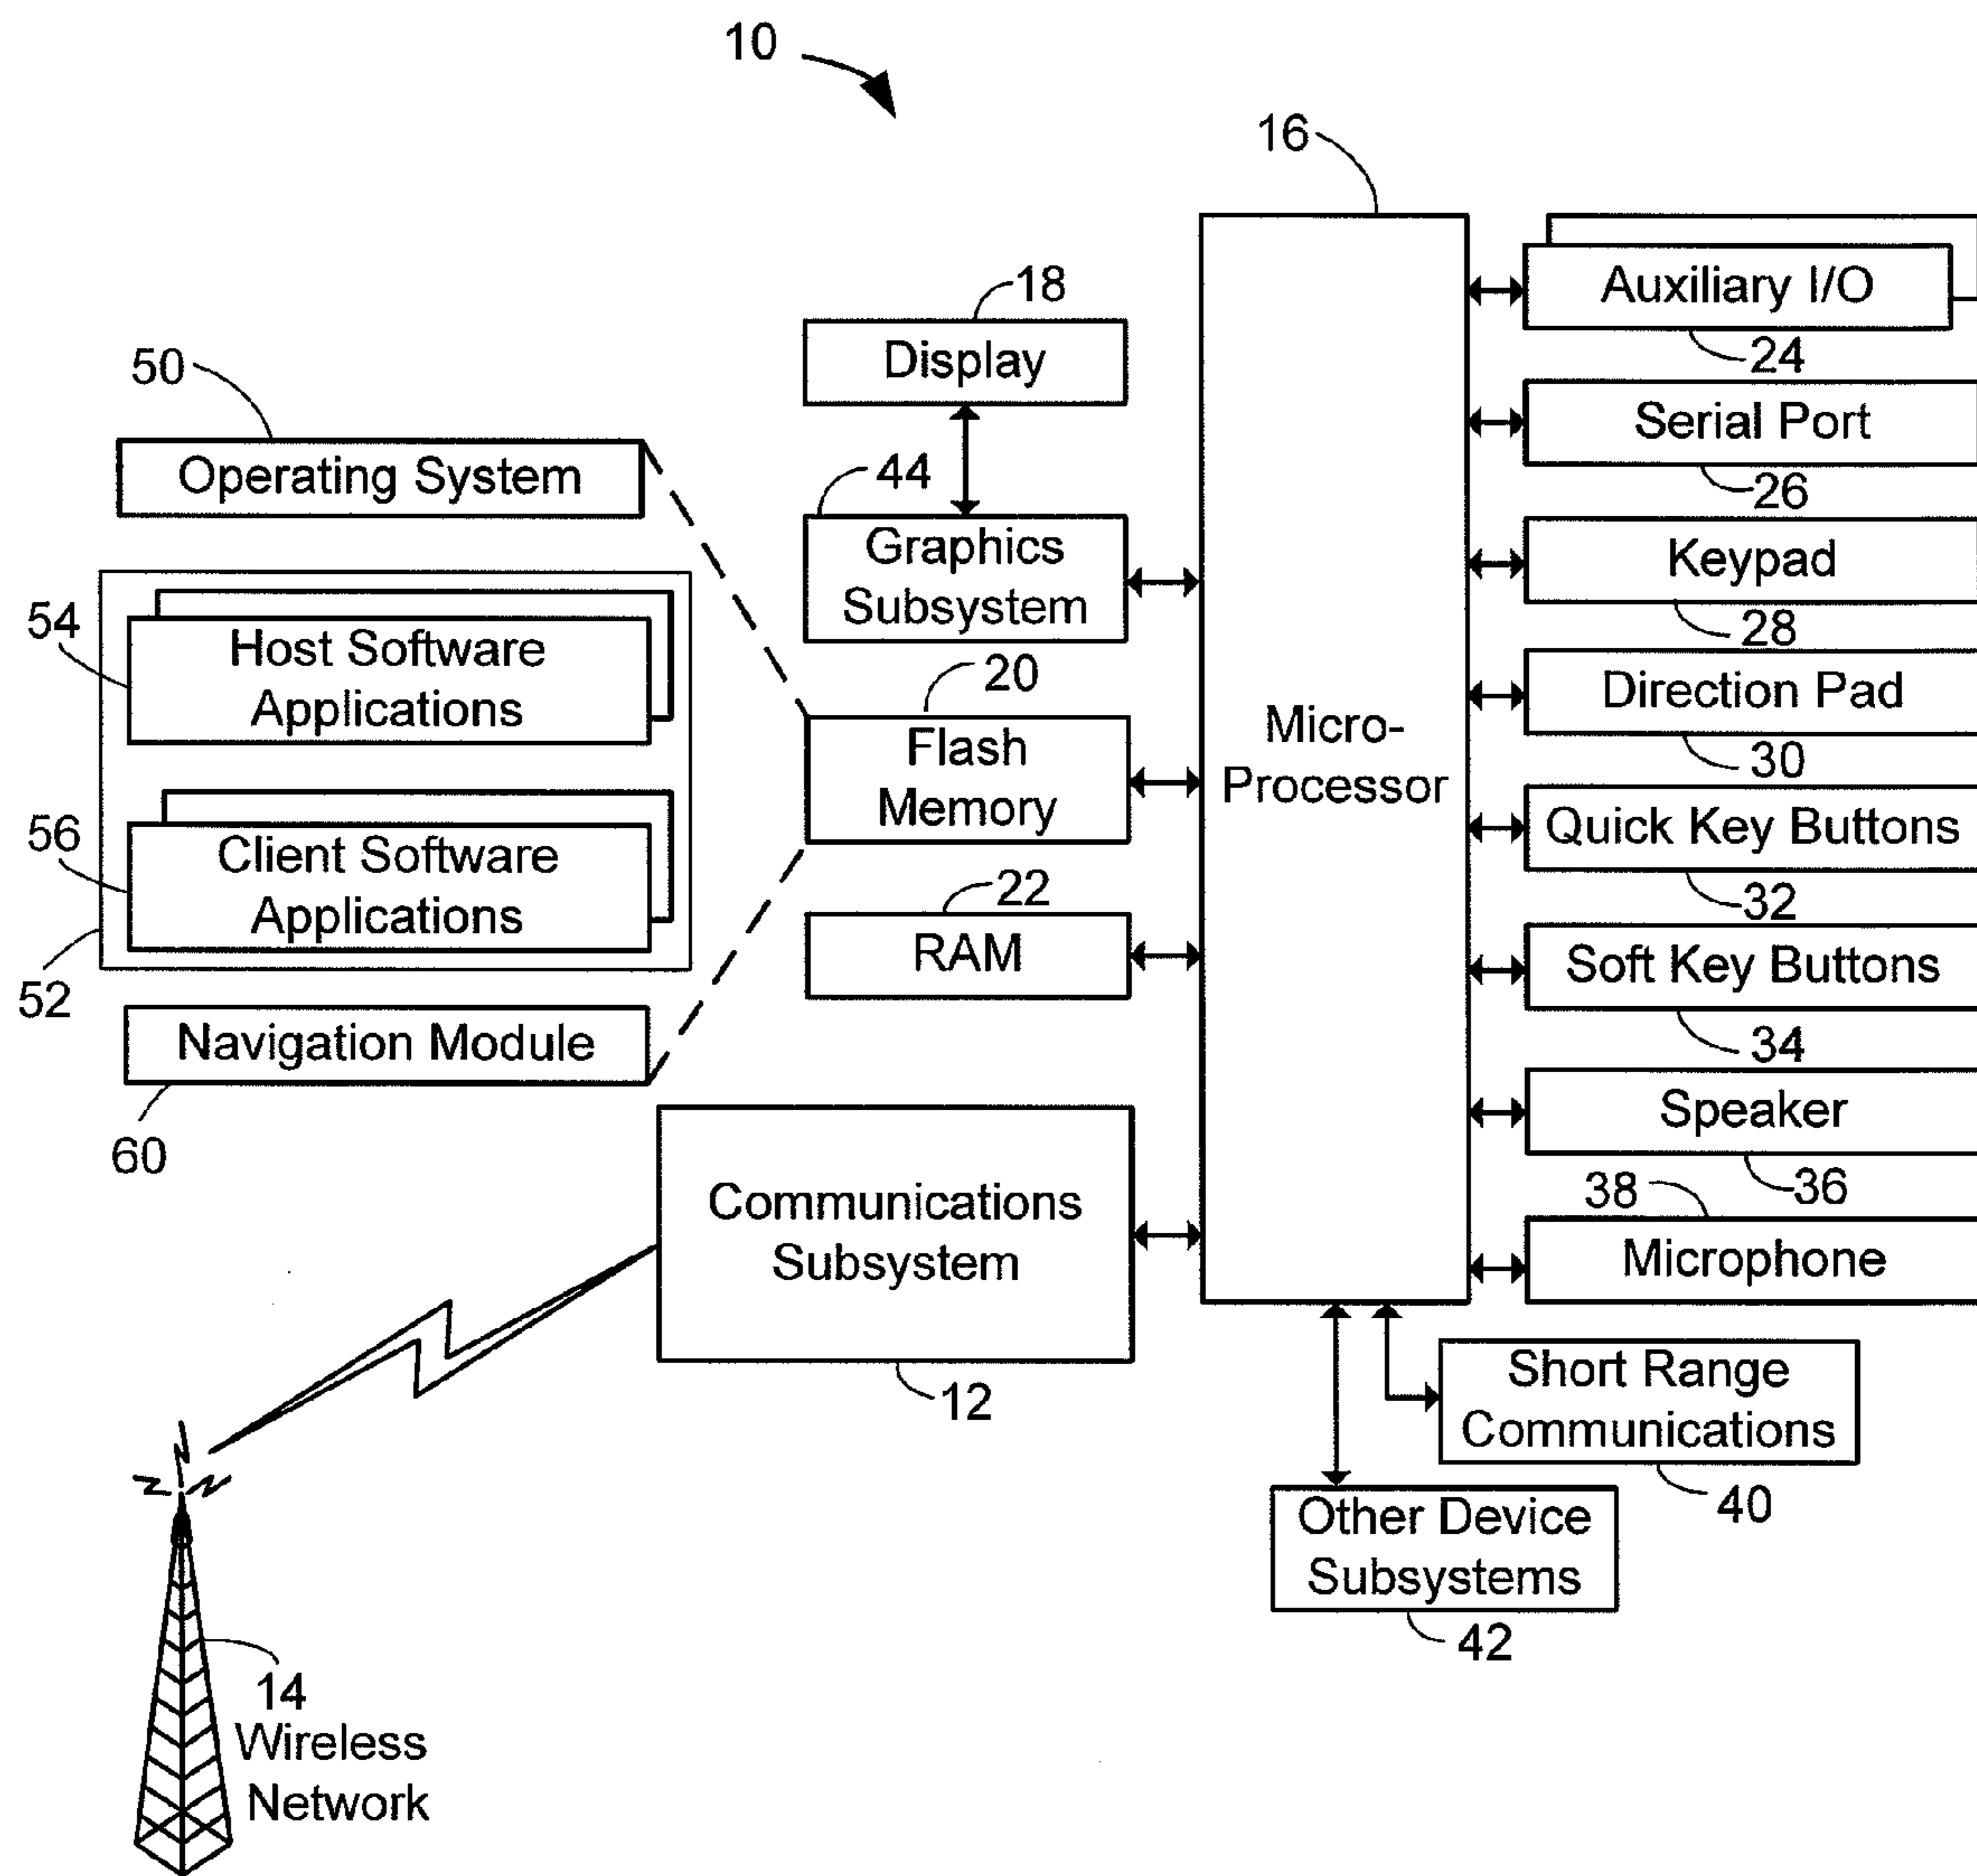 10
16
18
Display
44
Graphics
Subsystem
20
Flash
Memory
22
RAM
50
Operating System
54
Host Software
Applications
56
Client Software
Applications
52
Navigation Module
60
Communications
Subsystem
12
14
Wireless
Network
Micro-
Processor
Auxiliary I/O
24
Serial Port
26
Keypad
28
Direction Pad
30
Quick Key Buttons
32
Soft Key Buttons
34
Speaker
36
38
Microphone
Short Range
Communications
40
Other Device
Subsystems
42